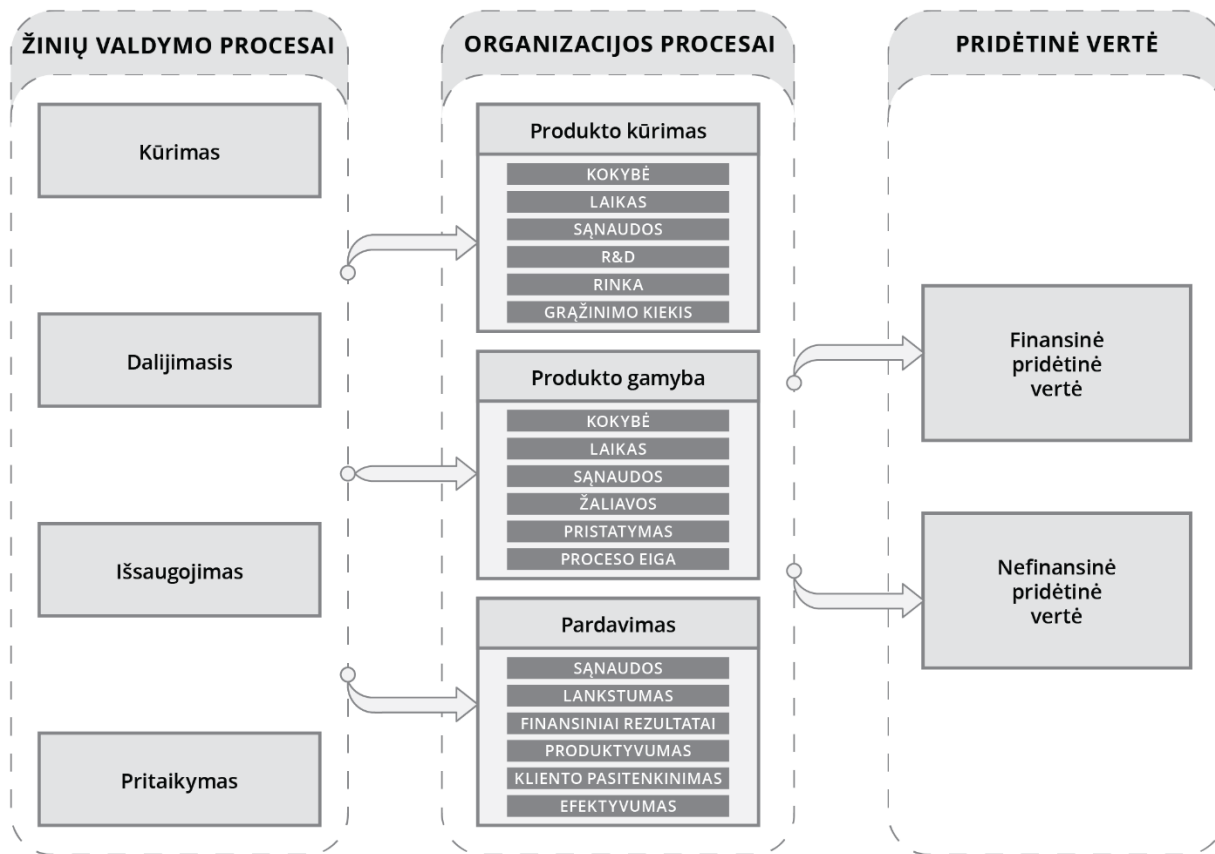 ŽINIŲ VALDYMO PROCESAI
Kūrimas
Dalijimasis
Išsaugojimas
Pritaikymas
ORGANIZACIJOS PROCESAI
Produkto kūrimas
KOKYBĖ
LAIKAS
SĄNAUDOS
R&D
RINKA
GRĄŽINIMO KIEKIS
Produkto gamyba
KOKYBĖ
LAIKAS
SĄNAUDOS
ŽALIAVOS
PRISTATYMAS
PROCESO EIGA
Pardavimas
SĄNAUDOS
LANKSTUMAS
FINANSINIAI REZULTATAI
PRODUKTYVUMAS
KLIENTO PASITENKINIMAS
EFEKTYVUMAS
PRIDĖTINĖ VERTĖ
Finansinė
pridėtinė
vertė
Nefinansinė
pridėtinė
vertė